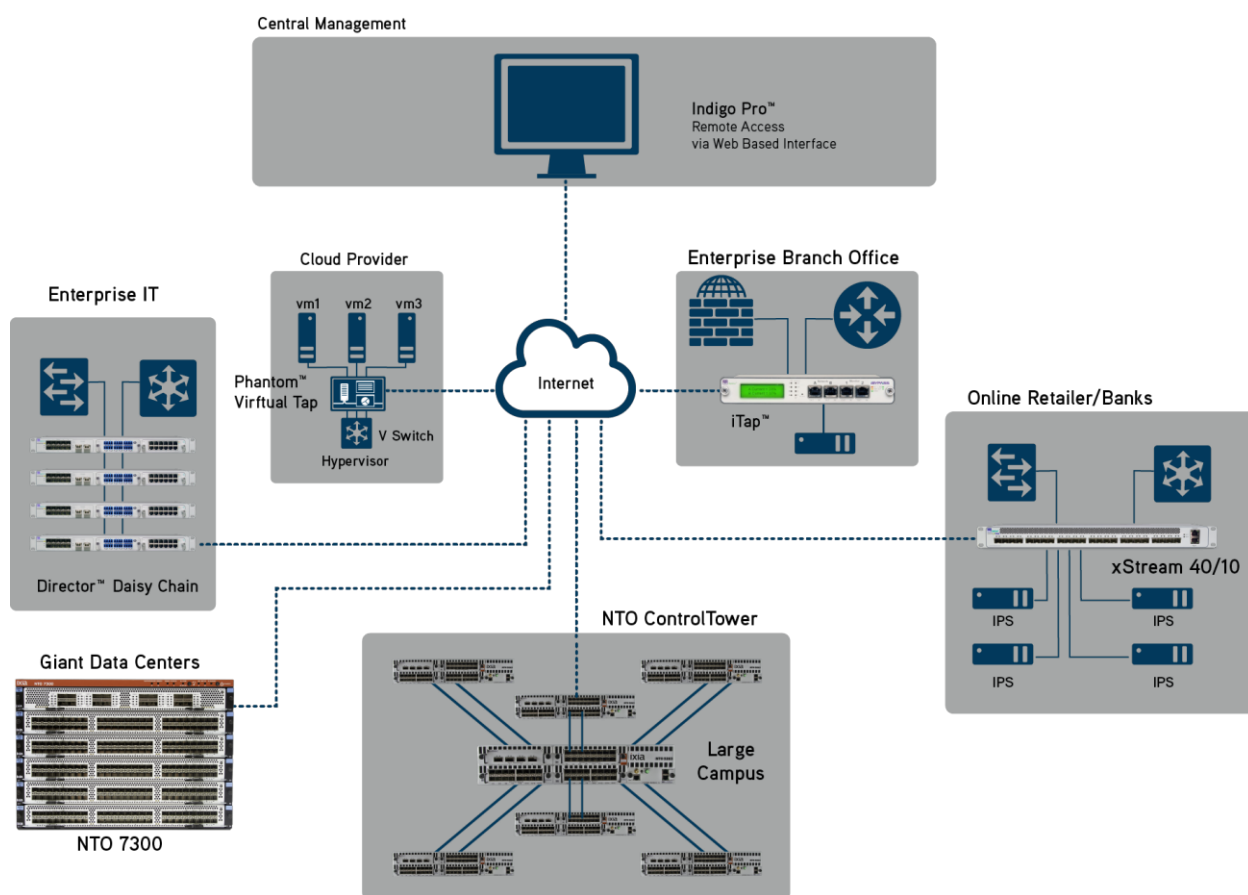 Central Management
Indigo Pro™
Remote Access
via Web Based Interface
Cloud Provider
vm1 vm2 vm3
Phantom™
Virftual Tap
V Switch
Hypervisor
Enterprise IT
Director™ Daisy Chain
Internet
Enterprise Branch Office
iTap™
Online Retailer/Banks
xStream 40/10
IPS IPS
IPS IPS
Giant Data Centers
ixia
NTO 7300
NTO ControlTower
ixia
Large
Campus